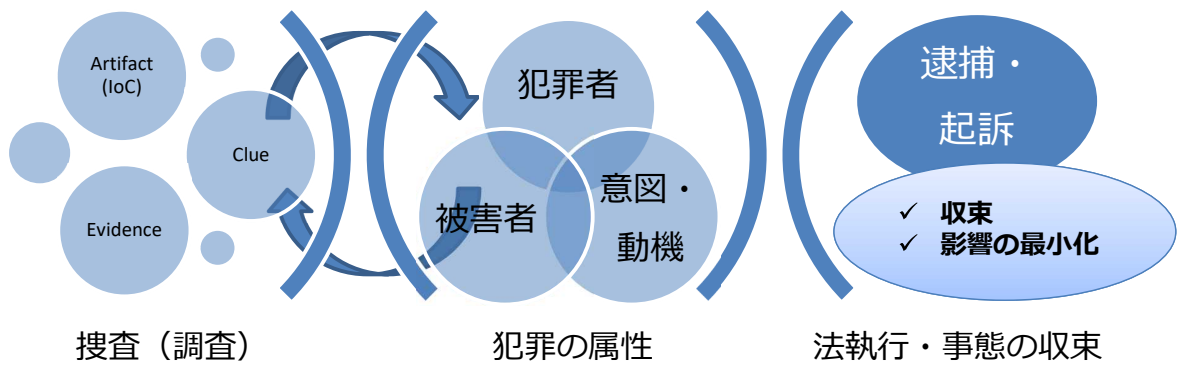 Artifact
(IoC)
Clue
Evidence
捜査（調査）
犯罪者
被害者
意図・
動機
犯罪の属性
逮捕・
起訴
✓ 収束
✓ 影響の最小化
法執行・事態の収束